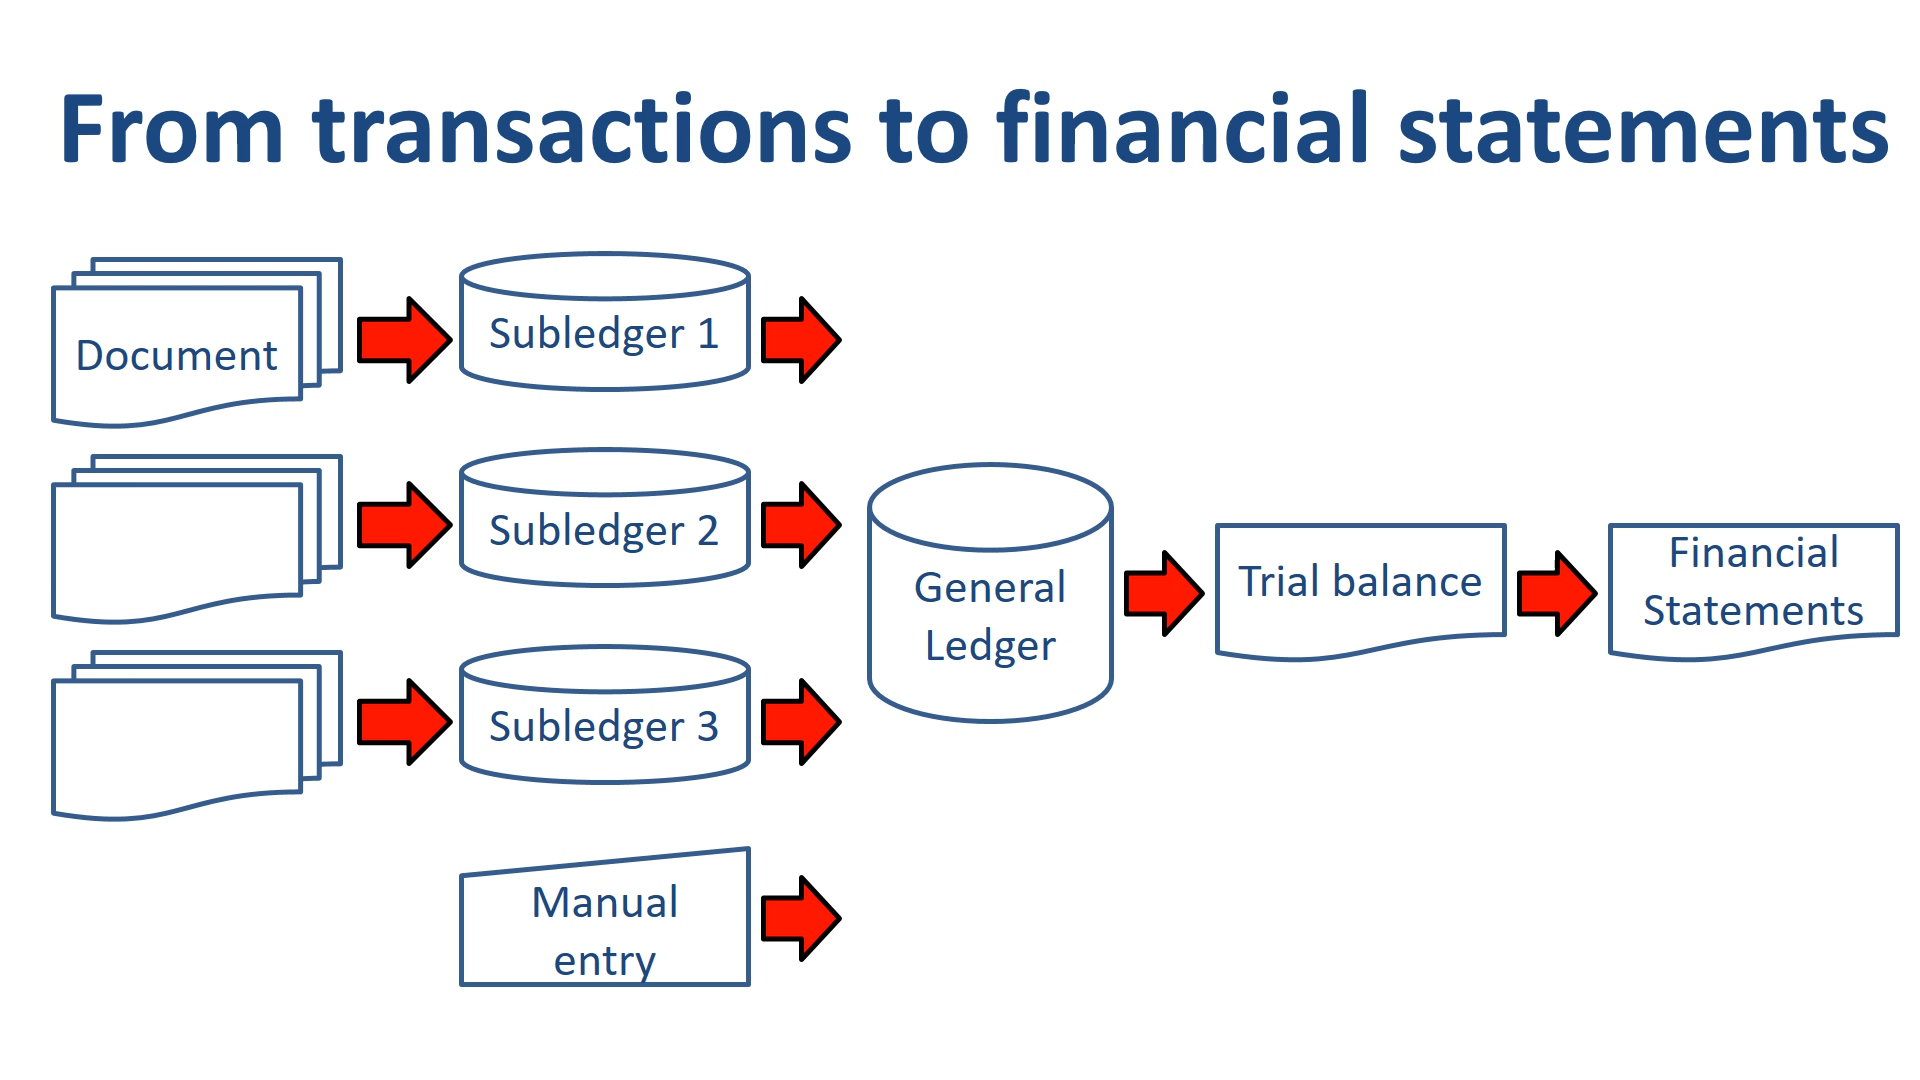 From transactions to financial statements
Document
Subledger 1
Subledger 2
Subledger 3
Manual
entry
General
Ledger
Trial balance
Financial
Statements